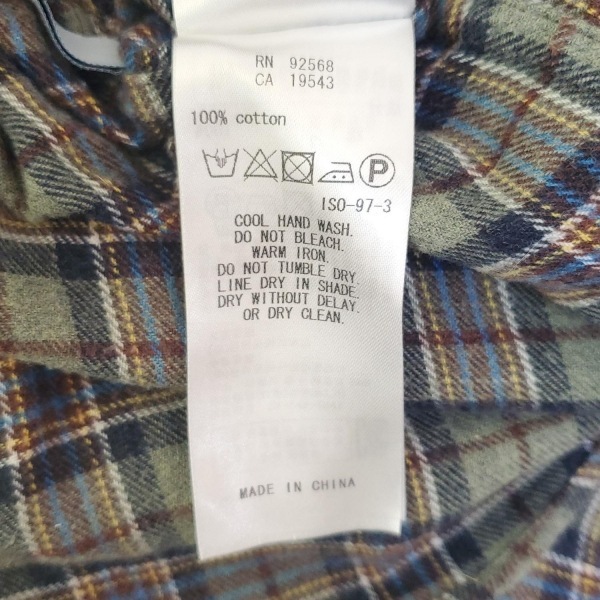 RN 92568
CA 19543
100% cotton
P
ISO-97-3
COOL HAND WASH.
DO NOT BLEACH.
WARM IRON.
DO NOT TUMBLE DRY.
LINE DRY IN SHADE.
DRY WITHOUT DELAY.
OR DRY CLEAN.
MADE IN CHINA